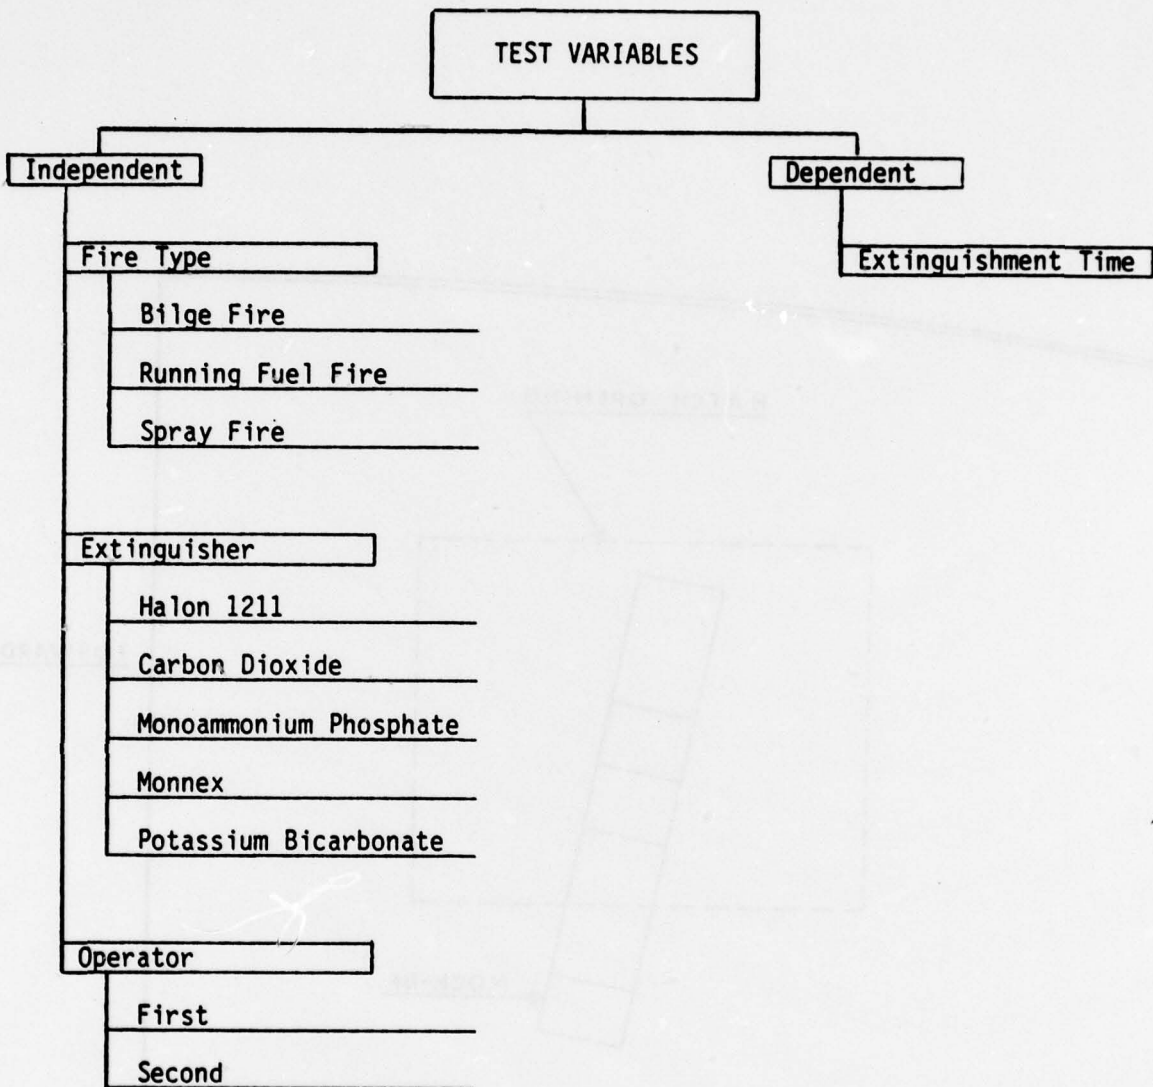 TEST VARIABLES
Independent
Dependent
Fire Type
Extinguishment Time
Bilge Fire
Running Fuel Fire
Spray Fire
Extinguisher
Halon 1211
Carbon Dioxide
Monoammonium Phosphate
Monnex
Potassium Bicarbonate
Operator
First
Second